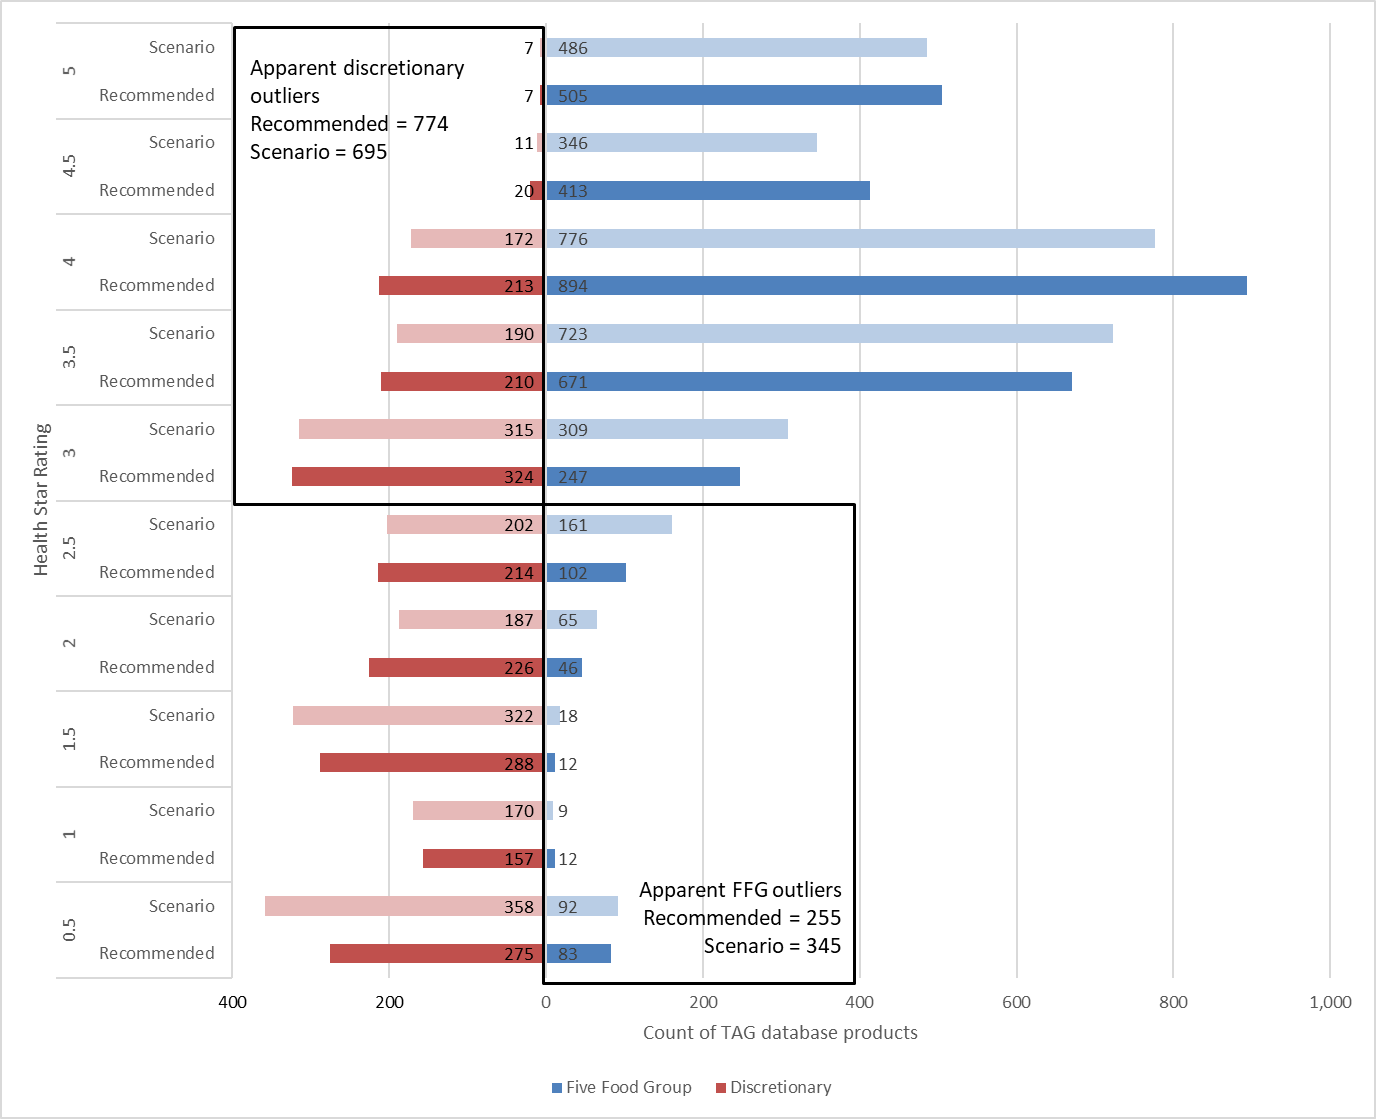 Scenario 7 486
Apparent discretionary
outliers
Recommended = 774
Scenario = 695
5
Recommended 7 505
Scenario 11 346
4.5
Recommended 20 413
Scenario 172 776
4
Recommended 213 894
Scenario 190 723
3.5
Recommended 210 671
Scenario 315 309
3
Recommended 324 247
Health Star Rating
Scenario 202 161
2.5
Recommended 214 102
Scenario 187 65
2
Recommended 226 46
Scenario 322 18
1.5
Recommended 288 12
Scenario 170 9
1
Recommended 157 12
Scenario 358 92
0.5
Recommended 275 83
Apparent FFG outliers
Recommended = 255
Scenario = 345
400 200 0 200 400 600 800 1,000
Count of TAG database products
Five Food Group Discretionary